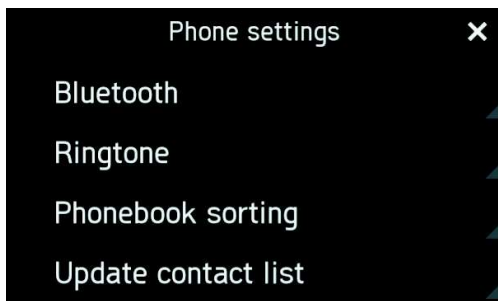 Phone settings
Bluetooth
Ringtone
Phonebook sorting
Update contact list